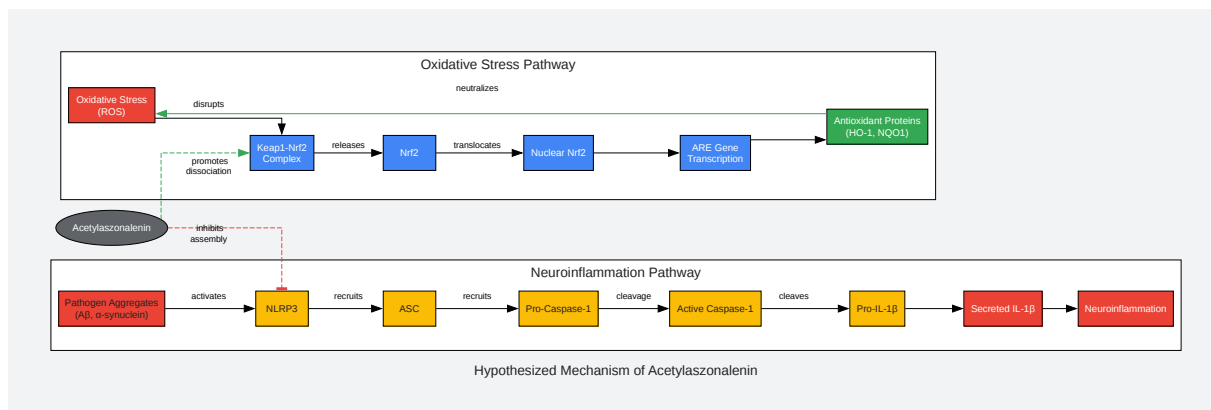 Oxidative Stress Pathway
neutralizes
Oxidative Stress
(ROS)
disrupts
Antioxidant Proteins
(HO-1, NQO1)
Keap1-Nrf2
Complex
releases
Nrf2
translocates
Nuclear Nrf2
ARE Gene
Transcription
promotes
dissociation
Acetylaszonalenin
inhibits
assembly
Neuroinflammation Pathway
Pathogen Aggregates
(Aβ, α-synuclein)
activates
NLRP3
recruits
ASC
recruits
Pro-Caspase-1
cleavage
Active Caspase-1
cleaves
Pro-IL-1β
Secreted IL-1β
Neuroinflammation
Hypothesized Mechanism of Acetylaszonalenin